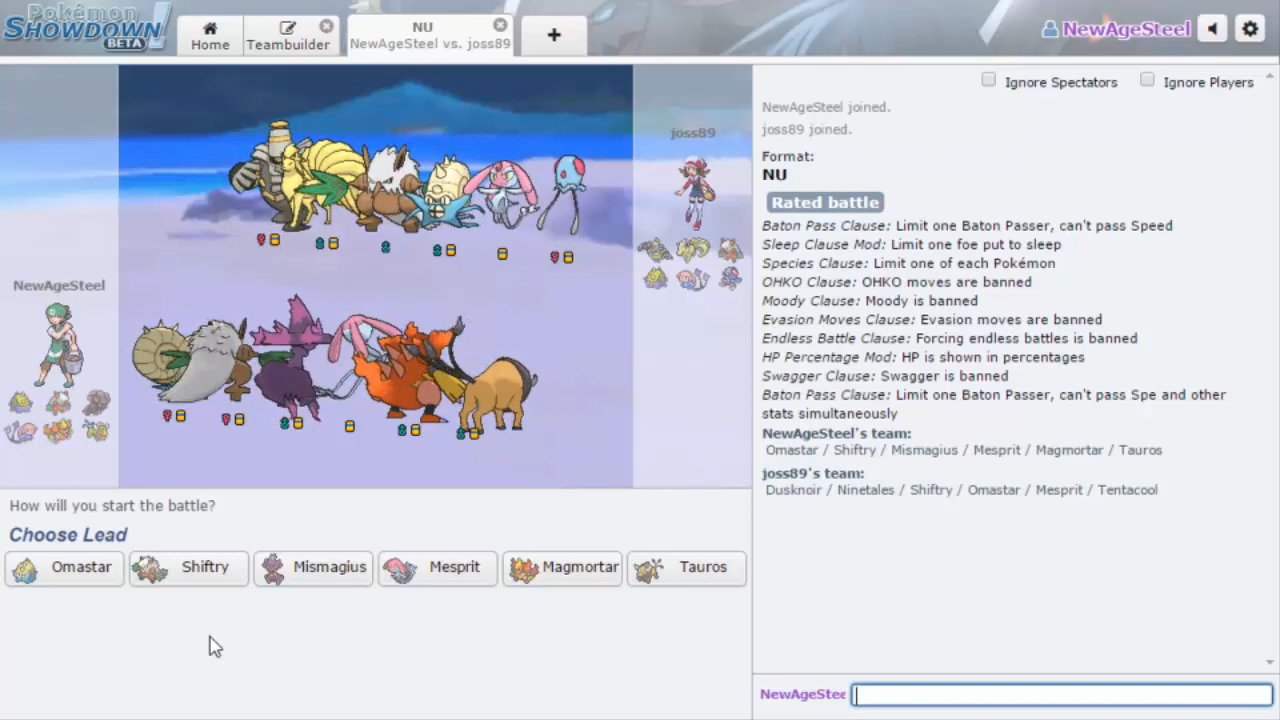 Pokémon
SHOWDOWN!
BETA
Home
Teambuilder
NU
NewAgeSteel vs. joss89
+
NewAgeSteel
joss89
NewAgeSteel
How will you start the battle?
Choose Lead
Omastar
Shiftry
Mismagius
Mesprit
Magmortar
Tauros
Ignore Spectators
Ignore Players
NewAgeSteel joined.
joss89 joined.
Format:
NU
Rated battle
Baton Pass Clause: Limit one Baton Passer, can't pass Speed
Sleep Clause Mod: Limit one foe put to sleep
Species Clause: Limit one of each Pokémon
OHKO Clause: OHKO moves are banned
Moody Clause: Moody is banned
Evasion Moves Clause: Evasion moves are banned
Endless Battle Clause: Forcing endless battles is banned
HP Percentage Mod: HP is shown in percentages
Swagger Clause: Swagger is banned
Baton Pass Clause: Limit one Baton Passer, can't pass Spe and other
stats simultaneously
NewAgeSteel's team:
Omastar / Shiftry / Mismagius / Mesprit / Magmortar / Tauros
joss89's team:
Dusknoir / Ninetales / Shiftry / Omastar / Mesprit / Tentacool
NewAgeStee